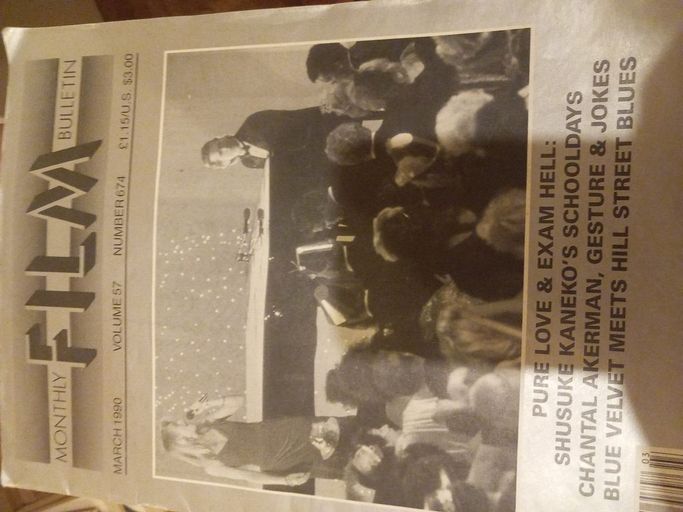 MONTHLY FILM BULLETIN
MARCH 1990 VOLUME 57 NUMBER 674 £1.15/U.S $3.00
PURE LOVE & EXAM HELL:
SHUSUKE KANEKO'S SCHOOLDAYS
CHANTAL AKERMAN, GESTURE & JOKES
BLUE VELVET MEETS HILL STREET BLUES
03